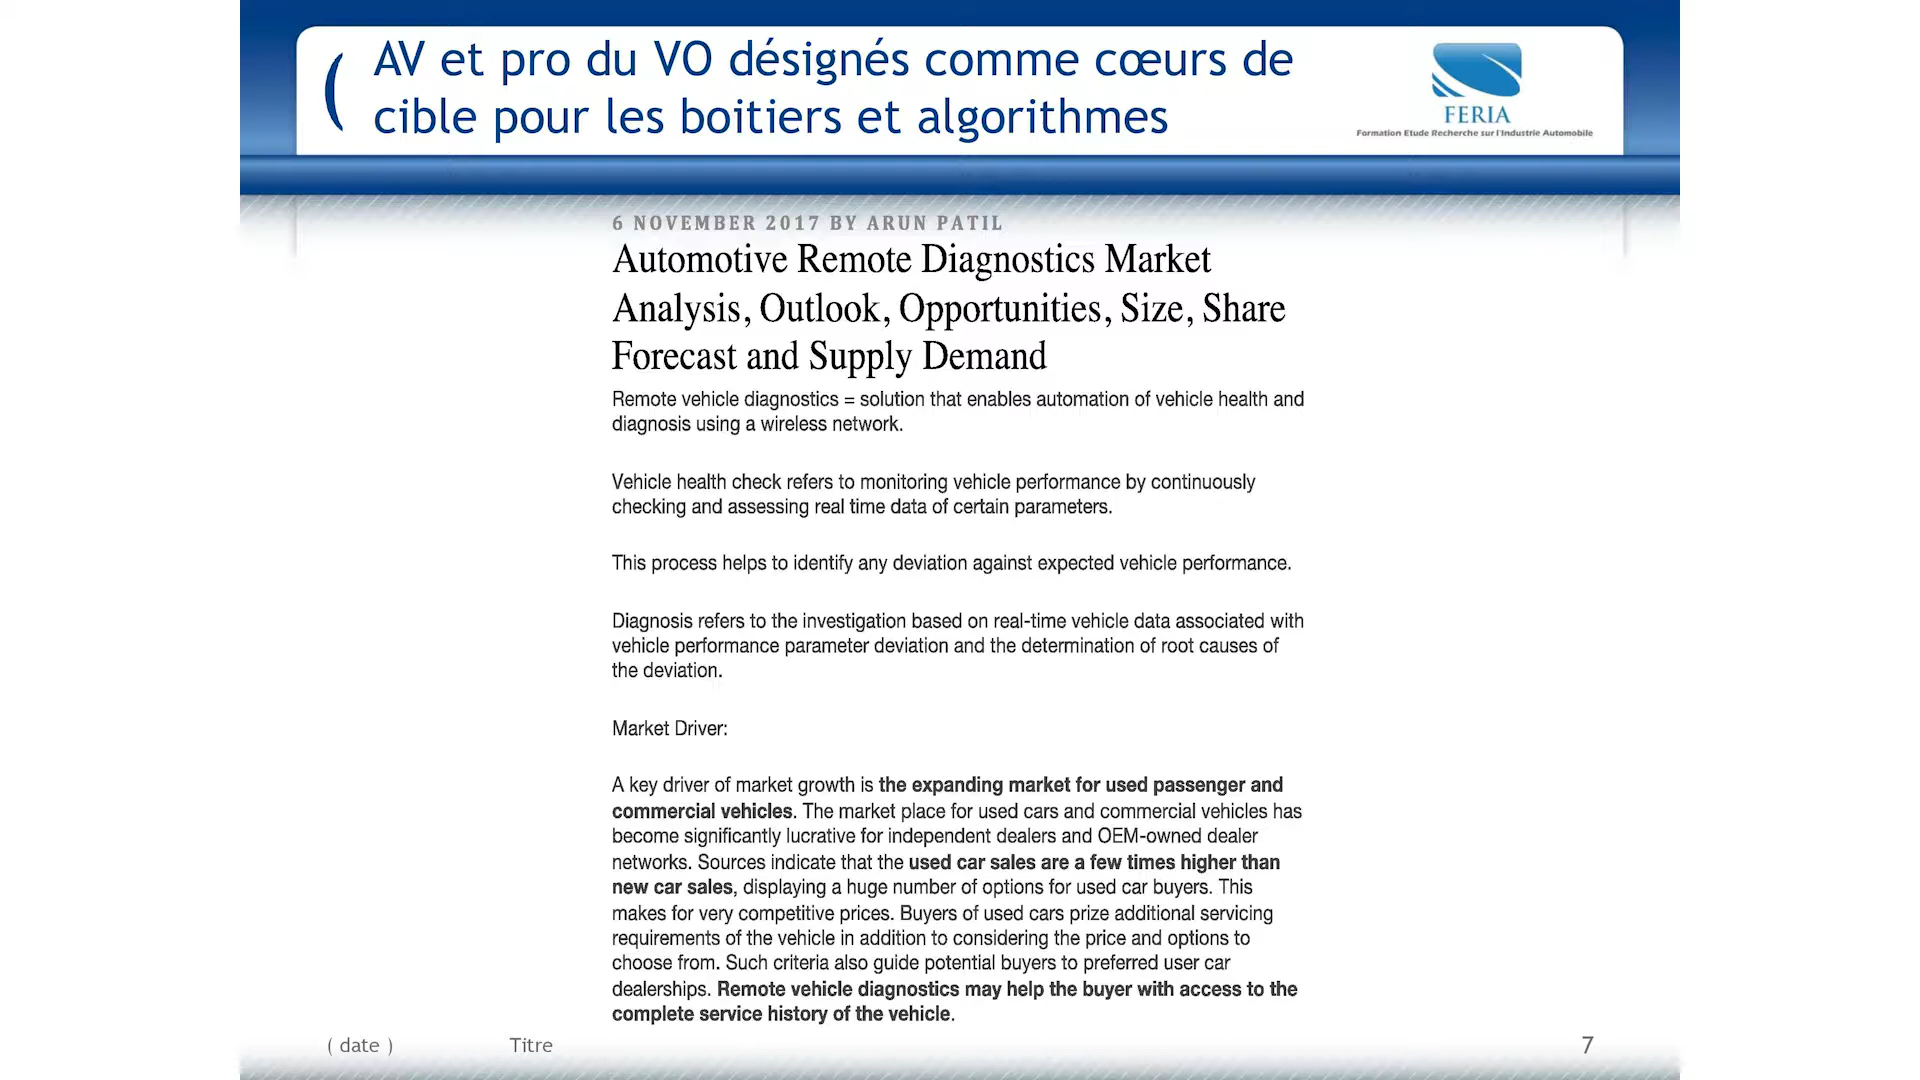 ( AV et pro du VO désignés comme cœurs de
cible pour les boitiers et algorithmes
FERIA
Formation Etude Recherche sur l'Industrie Automobile
6 NOVEMBER 2017 BY ARUN PATIL
Automotive Remote Diagnostics Market
Analysis, Outlook, Opportunities, Size, Share
Forecast and Supply Demand
Remote vehicle diagnostics = solution that enables automation of vehicle health and
diagnosis using a wireless network.
Vehicle health check refers to monitoring vehicle performance by continuously
checking and assessing real time data of certain parameters.
This process helps to identify any deviation against expected vehicle performance.
Diagnosis refers to the investigation based on real-time vehicle data associated with
vehicle performance parameter deviation and the determination of root causes of
the deviation.
Market Driver:
A key driver of market growth is the expanding market for used passenger and
commercial vehicles. The market place for used cars and commercial vehicles has
become significantly lucrative for independent dealers and OEM-owned dealer
networks. Sources indicate that the used car sales are a few times higher than
new car sales, displaying a huge number of options for used car buyers. This
makes for very competitive prices. Buyers of used cars prize additional servicing
requirements of the vehicle in addition to considering the price and options to
choose from. Such criteria also guide potential buyers to preferred user car
dealerships. Remote vehicle diagnostics may help the buyer with access to the
complete service history of the vehicle.
( date )
Titre
7